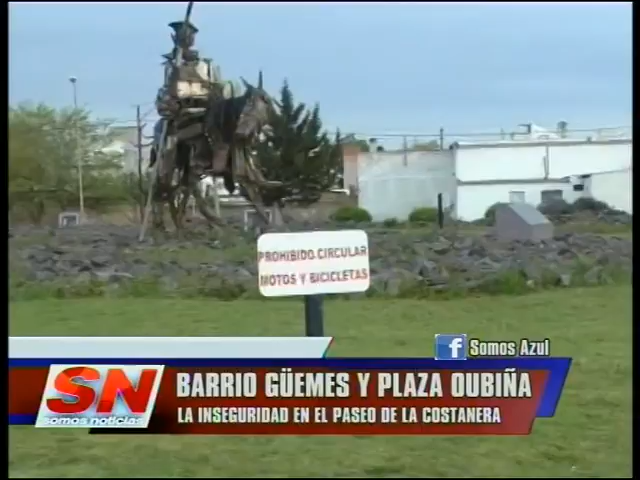 PROHIBIDO CIRCULAR
MOTOS Y BICICLETAS
f Somos Azul
SN
somos noticias
BARRIO GÜEMES Y PLAZA OUBIÑA
LA INSEGURIDAD EN EL PASEO DE LA COSTANERA